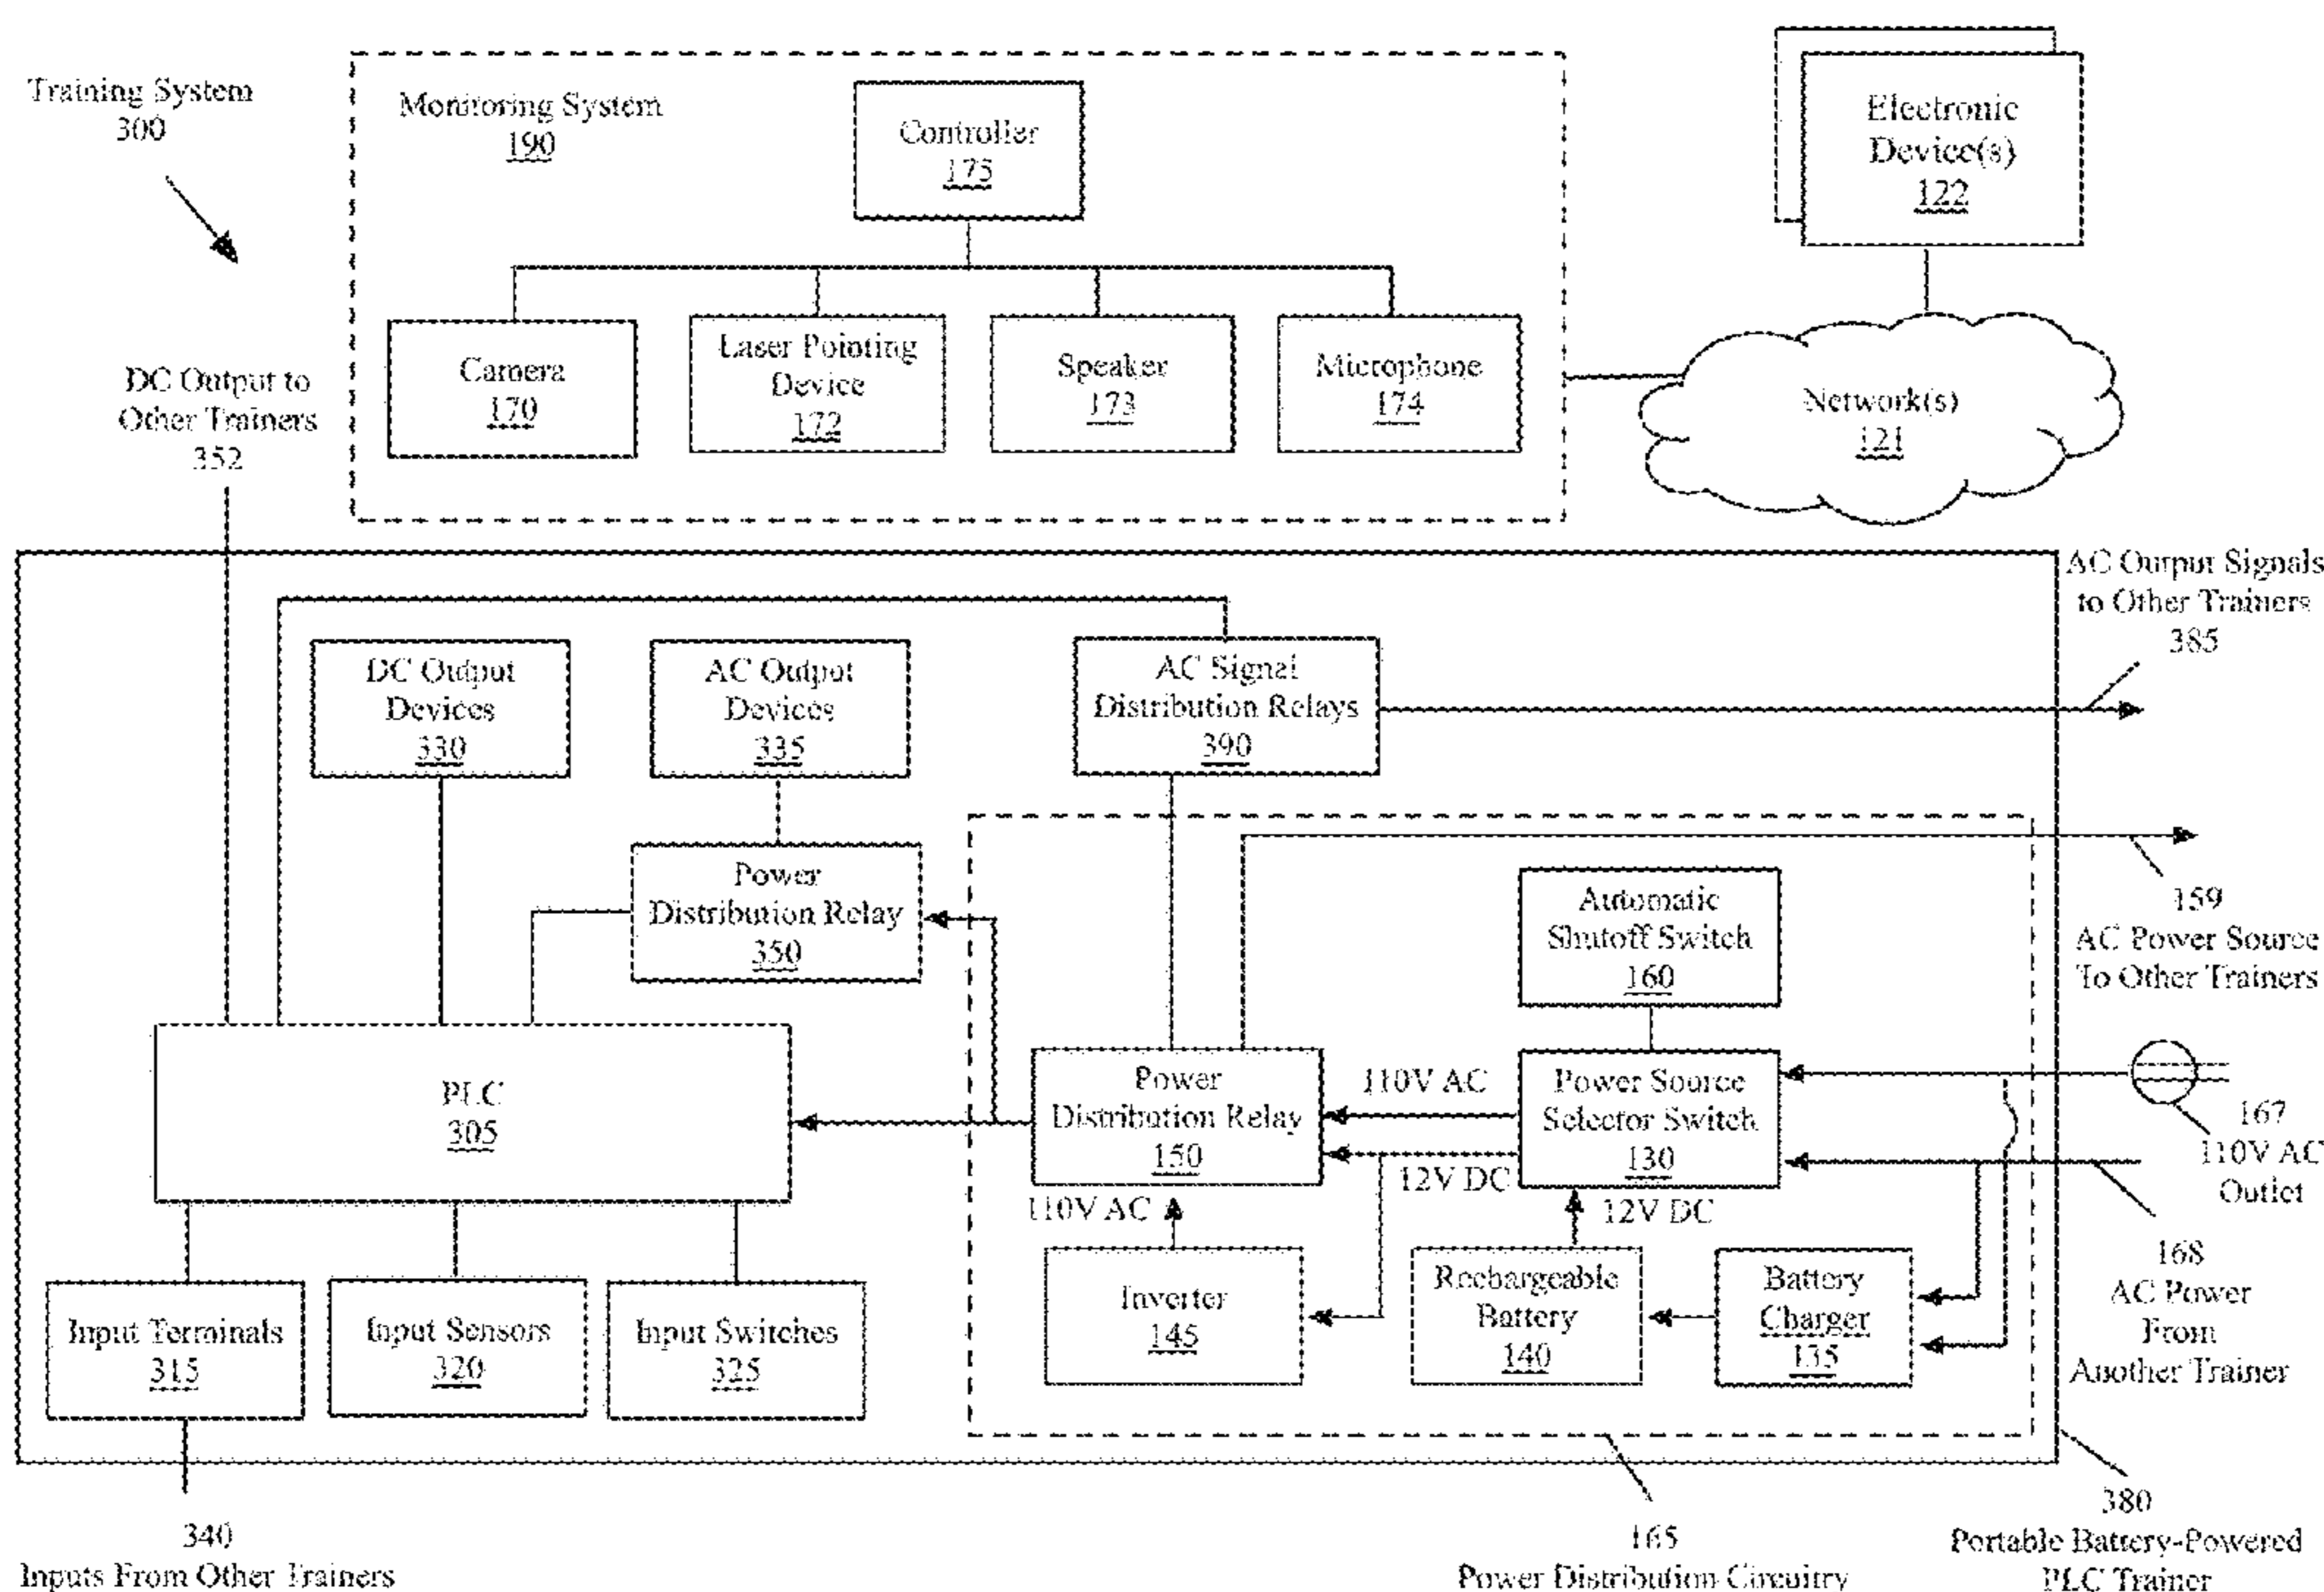 Training System
300
Monitoring System
190
Controller
175
Electronic
Device(s)
122
Camera
170
Laser Pointing
Device
172
Speaker
173
Microphone
174
Network(s)
121
DC Output to
Other Trainers
352
AC Output Signals
to Other Trainers
385
DC Output
Devices
330
AC Output
Devices
335
AC Signal
Distribution Relays
390
Power
Distribution Relay
350
Automatic
Shutoff Switch
160
159
AC Power Source
To Other Trainers
PLC
305
Power
Distribution Relay
150
110V AC
12V DC
Power Source
Selector Switch
130
167
110V AC
Outlet
110V AC
12V DC
168
AC Power
From
Another Trainer
Input Terminals
315
Input Sensors
320
Input Switches
325
Inverter
145
Rechargeable
Battery
140
Battery
Charger
135
340
Inputs From Other Trainers
165
Power Distribution Circuitry
380
Portable Battery-Powered
PLC Trainer